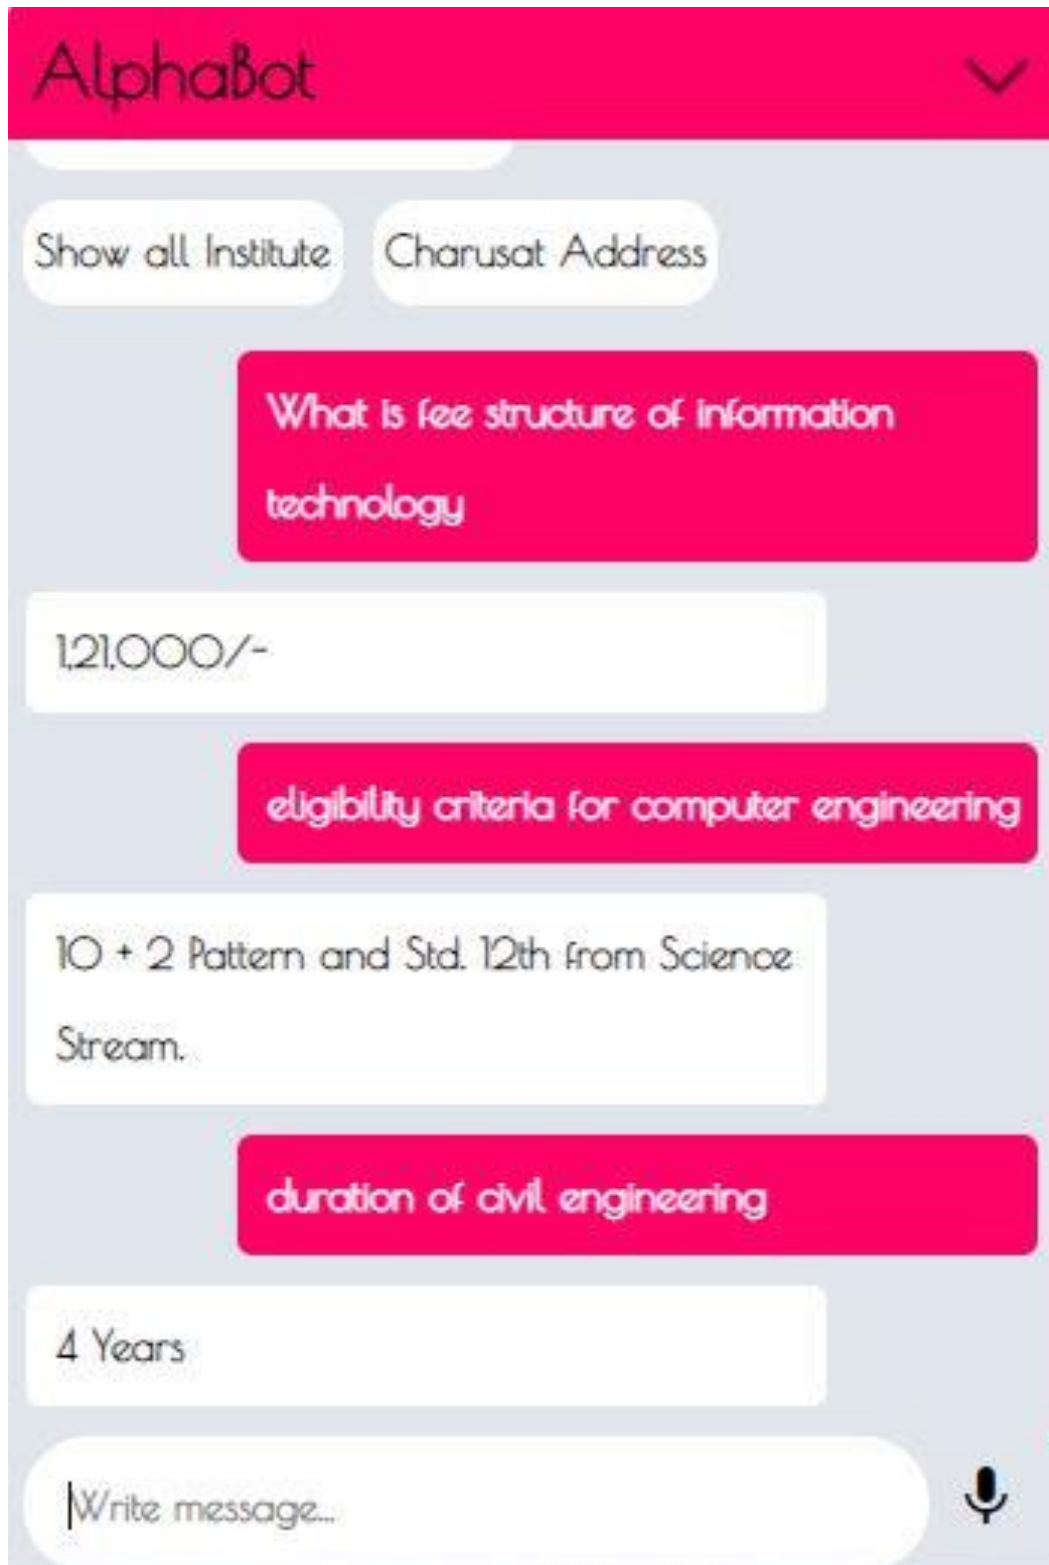 AlphaBot
Show all Institute
Charusat Address
What is fee structure of information
technology
1,21,000/-
eligibility criteria for computer engineering
10 + 2 Pattern and Std. 12th from Science
Stream.
duration of civil engineering
4 Years
Write message...